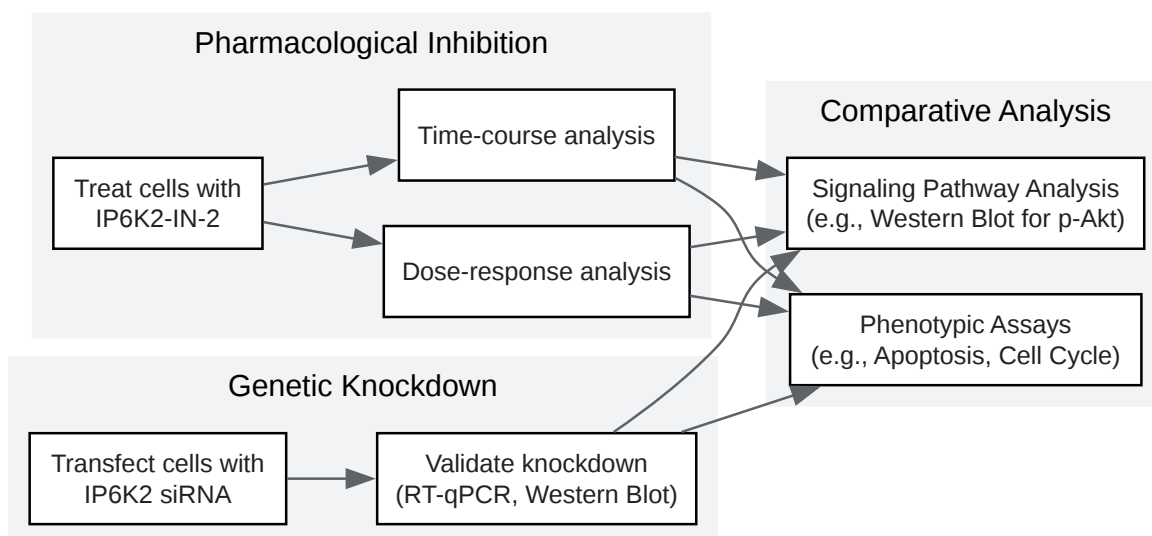 Pharmacological Inhibition
Treat cells with
IP6K2-IN-2
Time-course analysis
Dose-response analysis
Genetic Knockdown
Transfect cells with
IP6K2 siRNA
Validate knockdown
(RT-qPCR, Western Blot)
Comparative Analysis
Signaling Pathway Analysis
(e.g., Western Blot for p-Akt)
Phenotypic Assays
(e.g., Apoptosis, Cell Cycle)